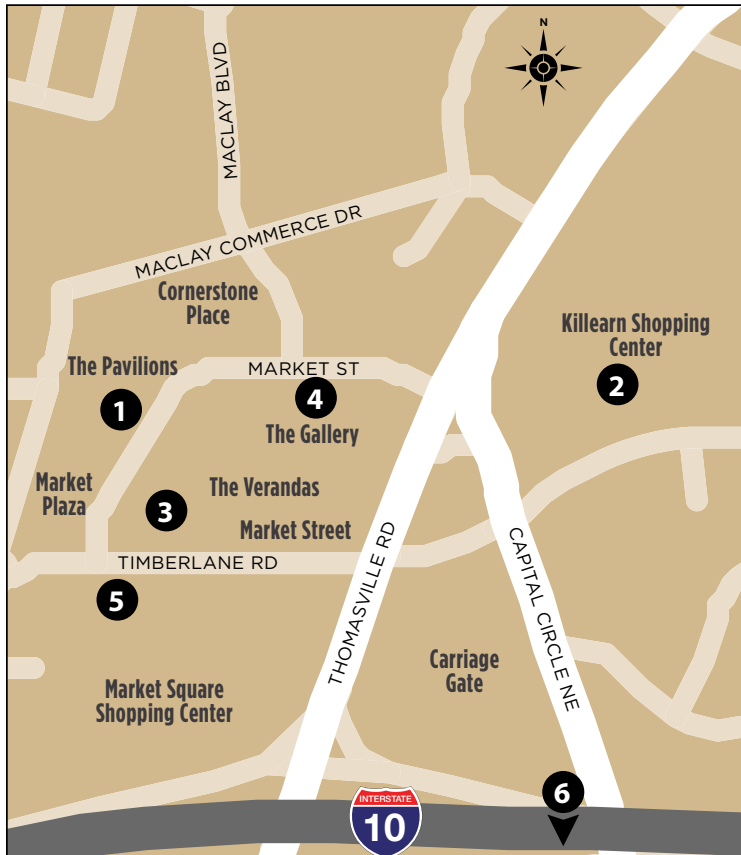 N
MACLAY BLVD
MACLAY COMMERCE DR
Cornerstone
Place
Killearn Shopping
Center
The Pavilions
MARKET ST
1
4
2
The Gallery
Market
Plaza
The Verandas
3
Market Street
TIMBERLANE RD
THOMASVILLE RD
CAPITAL CIRCLE NE
5
Carriage
Gate
Market Square
Shopping Center
6
INTERSTATE
10